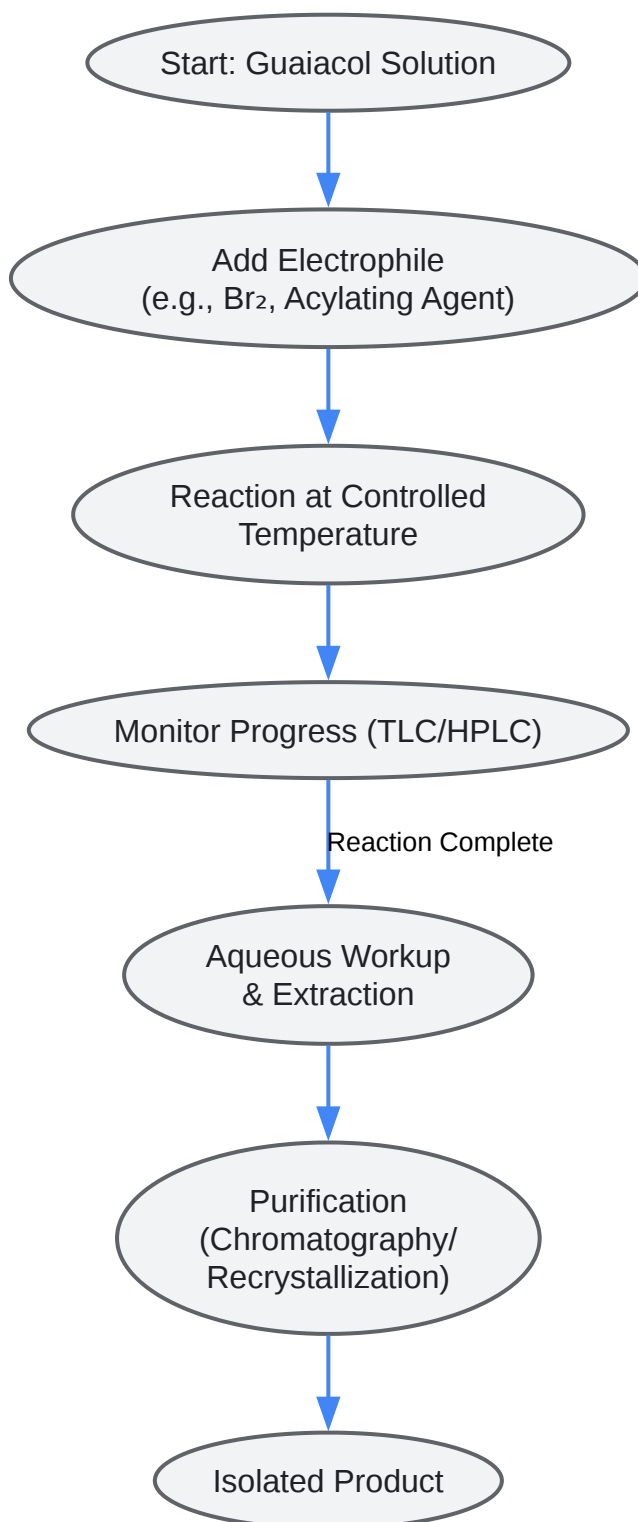 Start: Guaiacol Solution
Add Electrophile
(e.g., Br₂, Acylating Agent)
Reaction at Controlled
Temperature
Monitor Progress (TLC/HPLC)
Reaction Complete
Aqueous Workup
& Extraction
Purification
(Chromatography/
Recrystallization)
Isolated Product